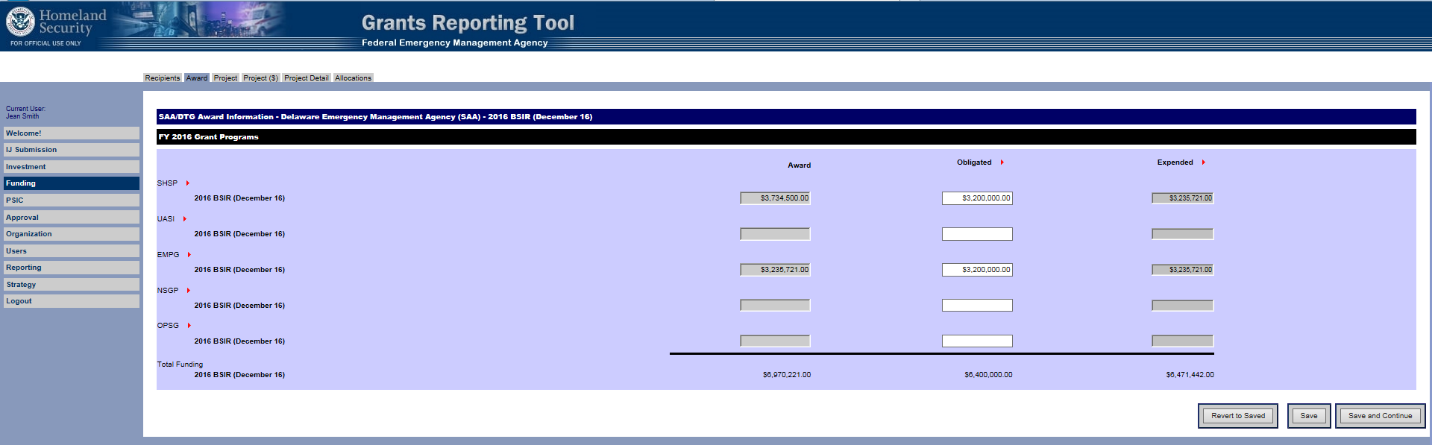 Homeland
Security
FOR OFFICIAL USE ONLY
Grants Reporting Tool
Federal Emergency Management Agency
Recipients Award Project Project ($) Project Detail Allocations
Current User:
Jean Smith
Welcome!
IJ Submission
Investment
Funding
PSIC
Approval
Organization
Users
Reporting
Strategy
Logout
SAA/DTG Award Information - Delaware Emergency Management Agency (SAA) - 2016 BSIR (December 16)
FY 2016 Grant Programs
Award Obligated Expended
SHSP
2016 BSIR (December 16) $3,734,500.00 $3,200,000.00 $3,235,721.00
UASI
2016 BSIR (December 16)
EMPG
2016 BSIR (December 16) $3,235,721.00 $3,200,000.00 $3,235,721.00
NSGP
2016 BSIR (December 16)
OPSG
2016 BSIR (December 16)
Total Funding
2016 BSIR (December 16) $6,970,221.00 $6,400,000.00 $6,471,442.00
Revert to Saved Save Save and Continue